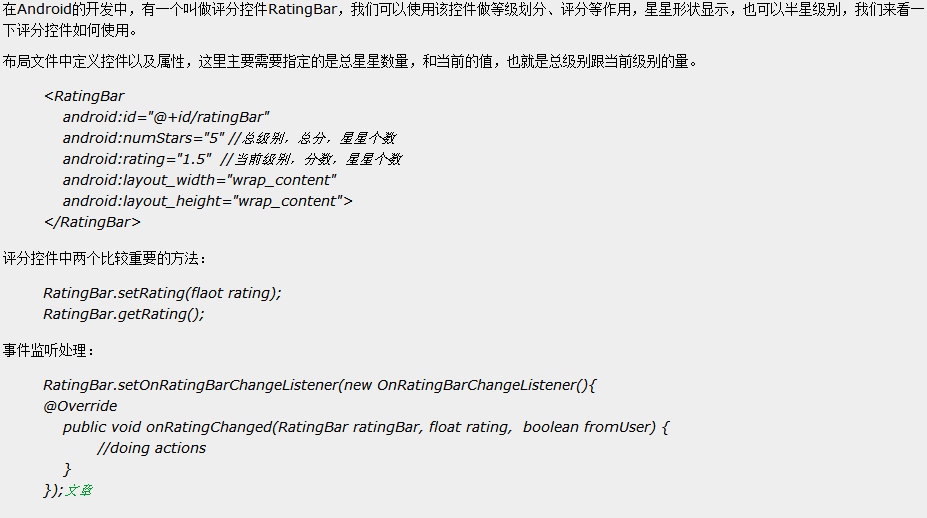 在Android的开发中，有一个叫做评分控件RatingBar，我们可以使用该控件做等级划分、评分等作用，星星形状显示，也可以半星级别，我们来看一
下评分控件如何使用。
布局文件中定义控件以及属性，这里主要需要指定的是总星星数量，和当前的值，也就是总级别跟当前级别的量。
<RatingBar
android:id="@+id/ratingBar"
android:numStars="5" //总级别，总分，星星个数
android:rating="1.5"  //当前级别，分数，星星个数
android:layout_width="wrap_content"
android:layout_height="wrap_content">
</RatingBar>
评分控件中两个比较重要的方法：
RatingBar.setRating(flaot rating);
RatingBar.getRating();
事件监听处理：
RatingBar.setOnRatingBarChangeListener(new OnRatingBarChangeListener(){
@Override
public void onRatingChanged(RatingBar ratingBar, float rating,  boolean fromUser) {
//doing actions
}
});文章